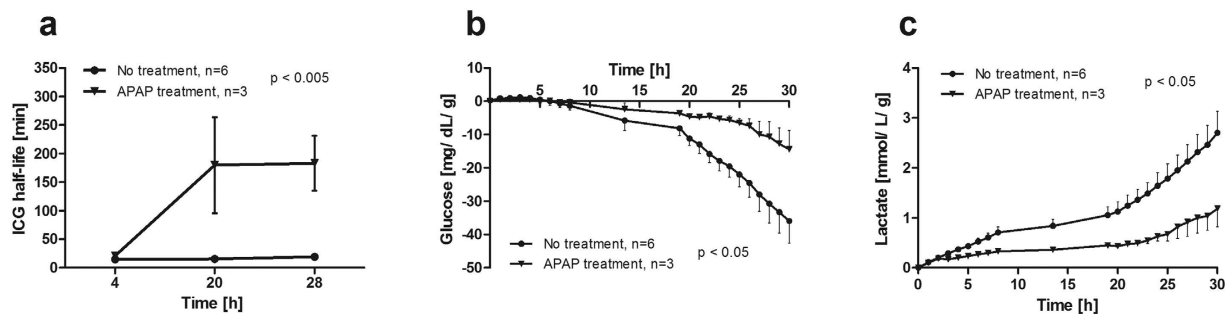 a
No treatment, n=6
APAP treatment, n=3
p < 0.005
350
300
250
200
150
100
50
0
ICG half-life [min]
4
20
28
Time [h]
b
Time [h]
5
10
15
20
25
30
10
0
-10
-20
-30
-40
-50
Glucose [mg/ dL/ g]
No treatment, n=6
APAP treatment, n=3
p < 0.05
c
No treatment, n=6
APAP treatment, n=3
p < 0.05
4
3
2
1
0
Lactate [mmol/ L/ g]
0
5
10
15
20
25
30
Time [h]